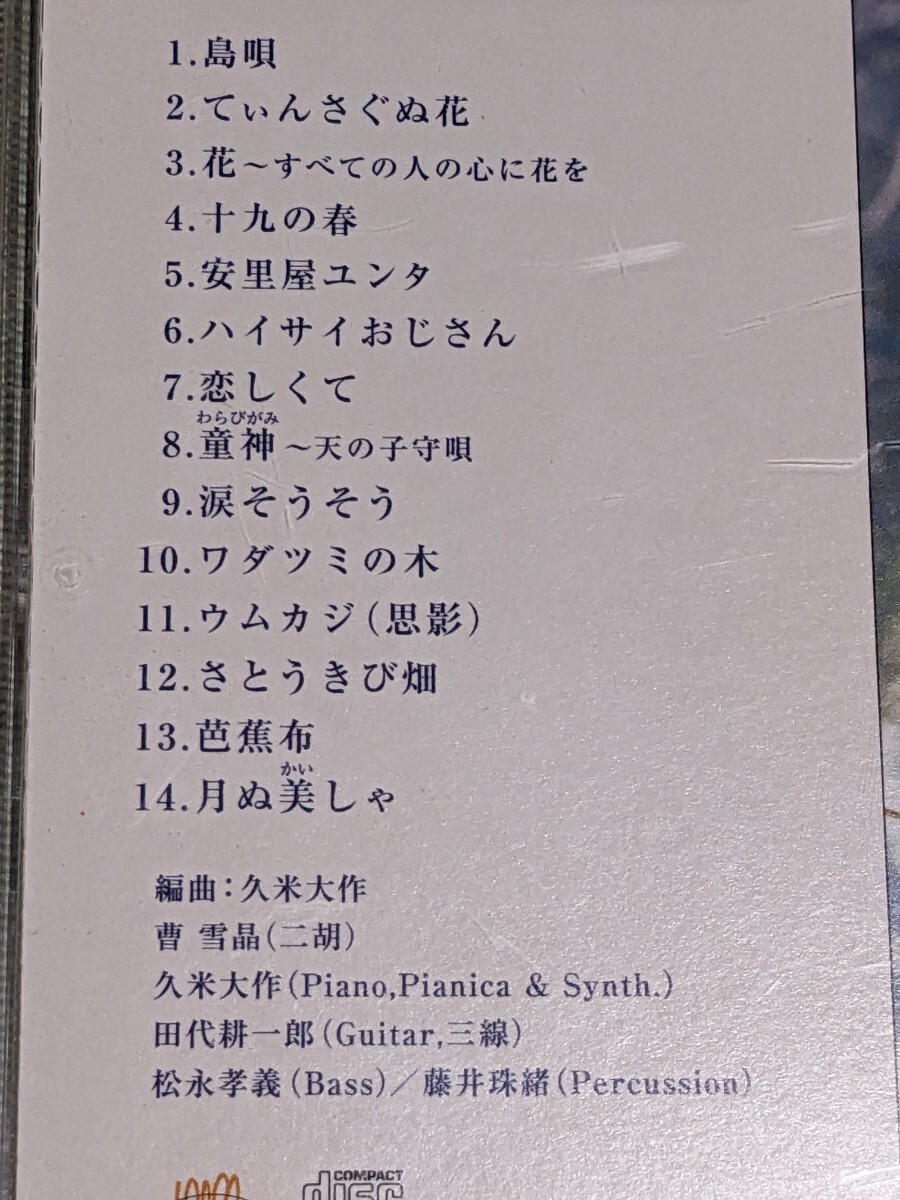 1.島唄
2.てぃんさぐぬ花
3.花～すべての人の心に花を
4.十九の春
5.安里屋ユンタ
6.ハイサイおじさん
7.恋しくて
わらびがみ
8.童神～天の子守唄
9.涙そうそう
10.ワダツミの木
11.ウムカジ(思影)
12.さとうきび畑
13.芭蕉布
かい
14.月ぬ美しゃ
編曲:久米大作
曹 雪晶(二胡)
久米大作(Piano,Pianica & Synth.)
田代耕一郎(Guitar,三線)
松永孝義(Bass)／藤井珠緒(Percussion)
COMPACT
disc